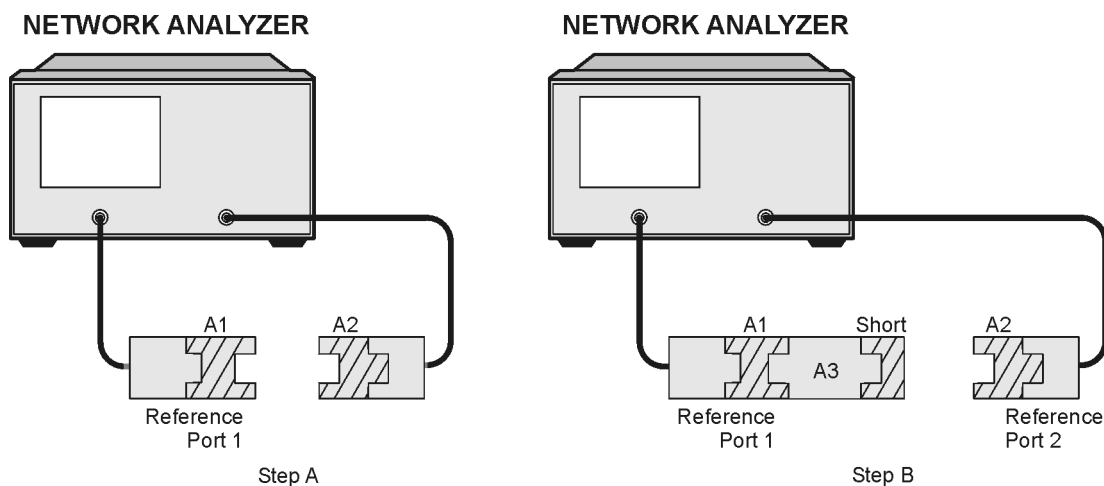 NETWORK ANALYZER
A1
A2
Reference
Port 1
Step A
NETWORK ANALYZER
A1
Short
A2
A3
Reference
Port 1
Reference
Port 2
Step B